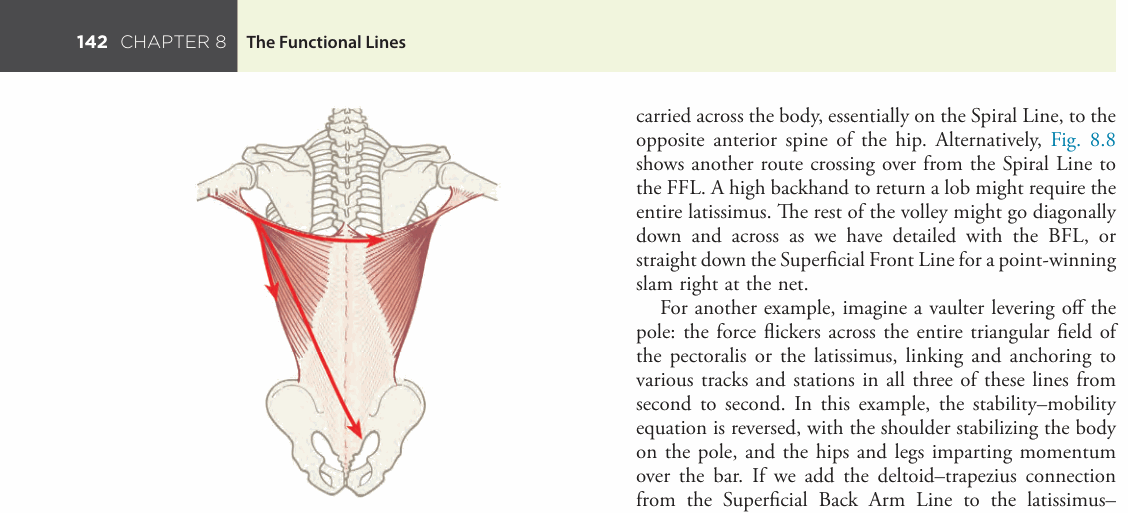 142 CHAPTER 8 The Functional Lines
carried across the body, essentially on the Spiral Line, to the
opposite anterior spine of the hip. Alternatively, Fig. 8.8
shows another route crossing over from the Spiral Line to
the FFL. A high backhand to return a lob might require the
entire latissimus. The rest of the volley might go diagonally
down and across as we have detailed with the BFL, or
straight down the Superficial Front Line for a point-winning
slam right at the net.
For another example, imagine a vaulter levering off the
pole: the force flickers across the entire triangular field of
the pectoralis or the latissimus, linking and anchoring to
various tracks and stations in all three of these lines from
second to second. In this example, the stability–mobility
equation is reversed, with the shoulder stabilizing the body
on the pole, and the hips and legs imparting momentum
over the bar. If we add the deltoid–trapezius connection
from the Superficial Back Arm Line to the latissimus–